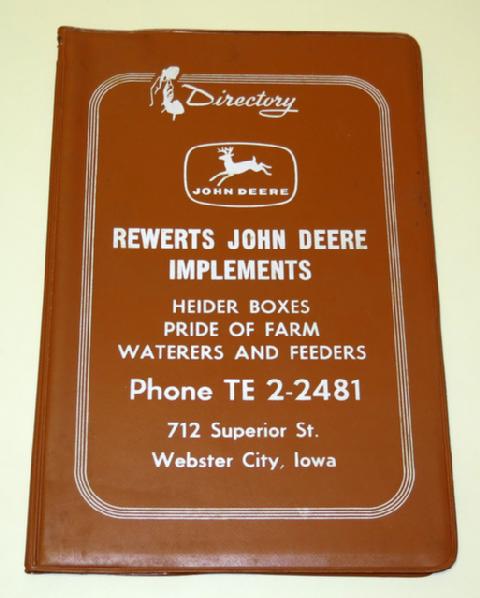 Directory
JOHN DEERE
REWERTS JOHN DEERE
IMPLEMENTS
HEIDER BOXES
PRIDE OF FARM
WATERERS AND FEEDERS
Phone TE 2-2481
712 Superior St.
Webster City, Iowa